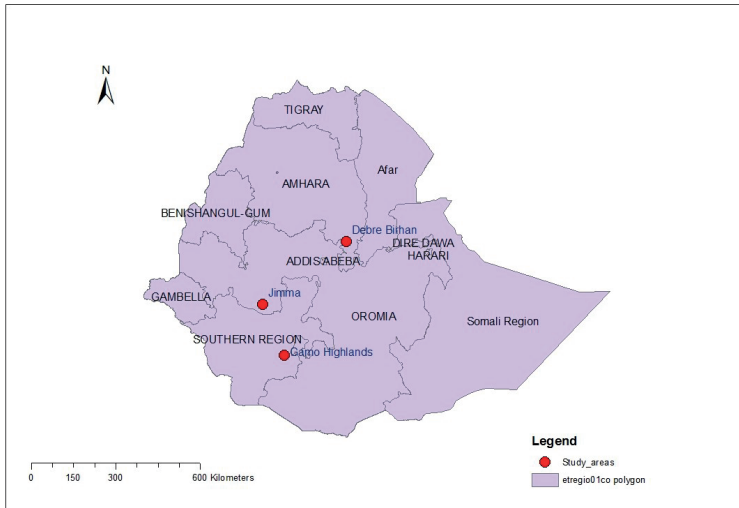 N
TIGRAY
Afar
AMHARA
BENISHANGUL-GUM
Debre Birhan
DIRE DAWA
HARARI
ADDIS ABEBA
Jimma
GAMBELLA
OROMIA
Somali Region
SOUTHERN REGION
Gamo Highlands
Legend
Study_areas
etregio01co polygon
0 150 300 600 Kilometers